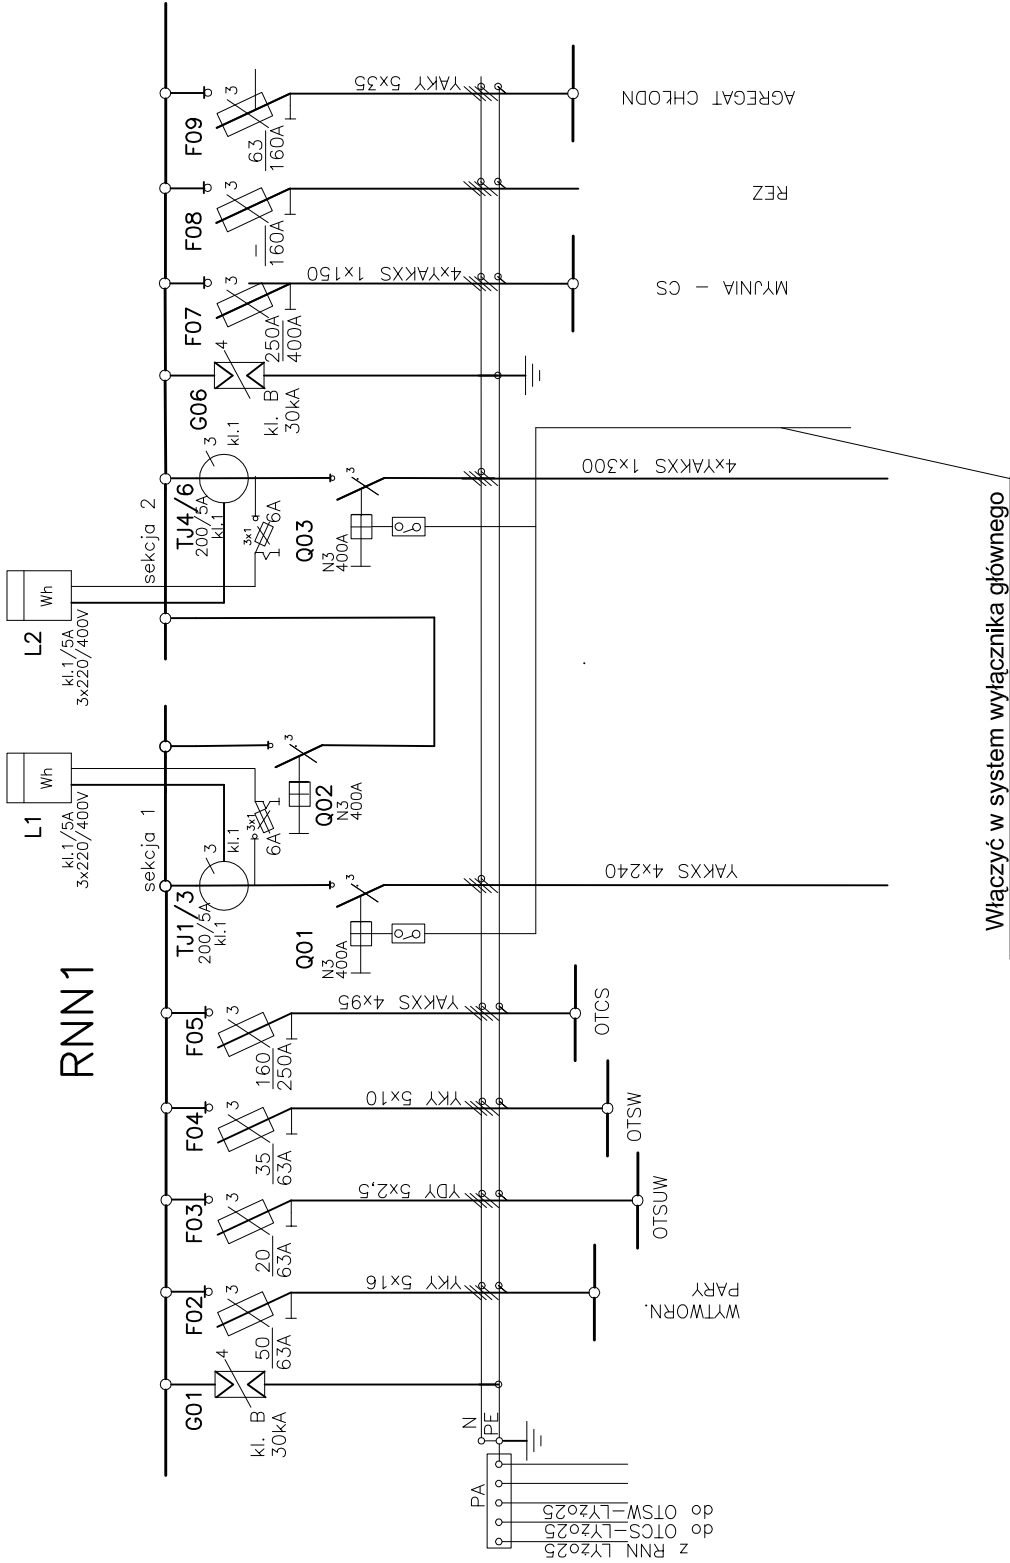 RNN1
sekcja 1
sekcja 2
L1
Wh
kl.1/5A
3x220/400V
L2
Wh
kl.1/5A
3x220/400V
G01
4
kl. B
30kA
F02
3
50
63A
YKY 5x16
WYTWORN.
PARY
F03
3
20
63A
YDY 5x2,5
OTSUW
F04
3
35
63A
YKY 5x10
OTSW
F05
3
160
250A
YAKXS 4x95
OTCS
TJ1/3
200/5A
kl.1
3
kl.1
3x1
6A
Q01
3
N3
400A
YAKXS 4x240
Q02
3
N3
400A
TJ4/6
200/5A
kl.1
3
kl.1
3x1
6A
Q03
3
N3
400A
4xYAKXS 1x300
G06
4
kl. B
30kA
F07
3
250A
400A
4xYAKXS 1x150
MYJNIA - CS
F08
3
-
160A
REZ
F09
3
63
160A
YAKY 5x35
AGREGAT CHŁODN
N
PE
PA
z RNN LYżo25
do OTCS-LYżo25
do OTSW-LYżo25
Włączyć w system wyłącznika głównego